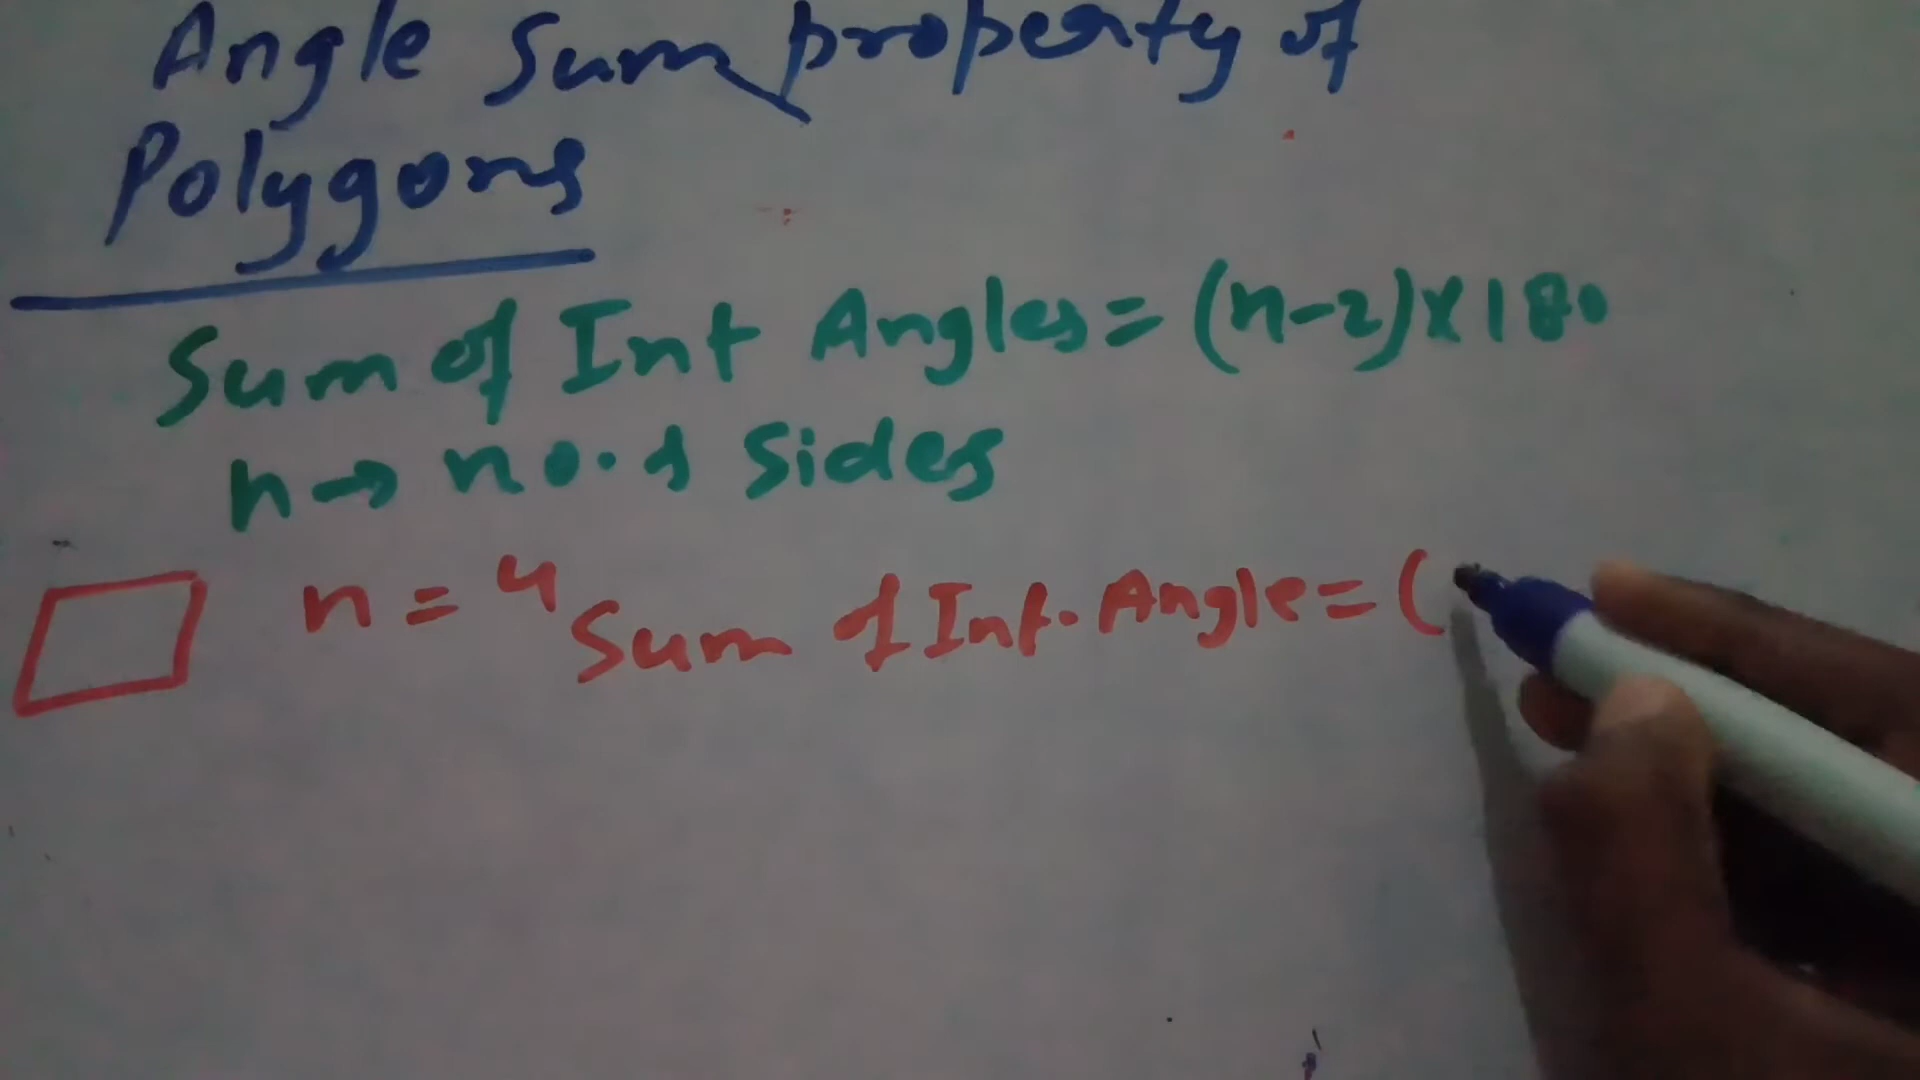 Angle Sum property of
Polygons
Sum of Int Angles = (n-2)x180
n → no. of Sides
n = 4 Sum of Int. Angle = (